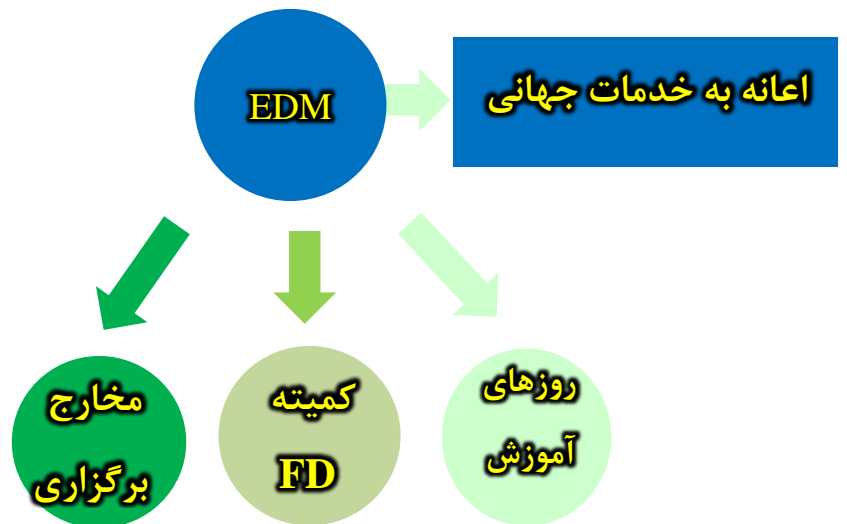 EDM
اعانه به خدمات جهانی
روزهای
آموزش
کمیته
FD
مخارج
برگزاری